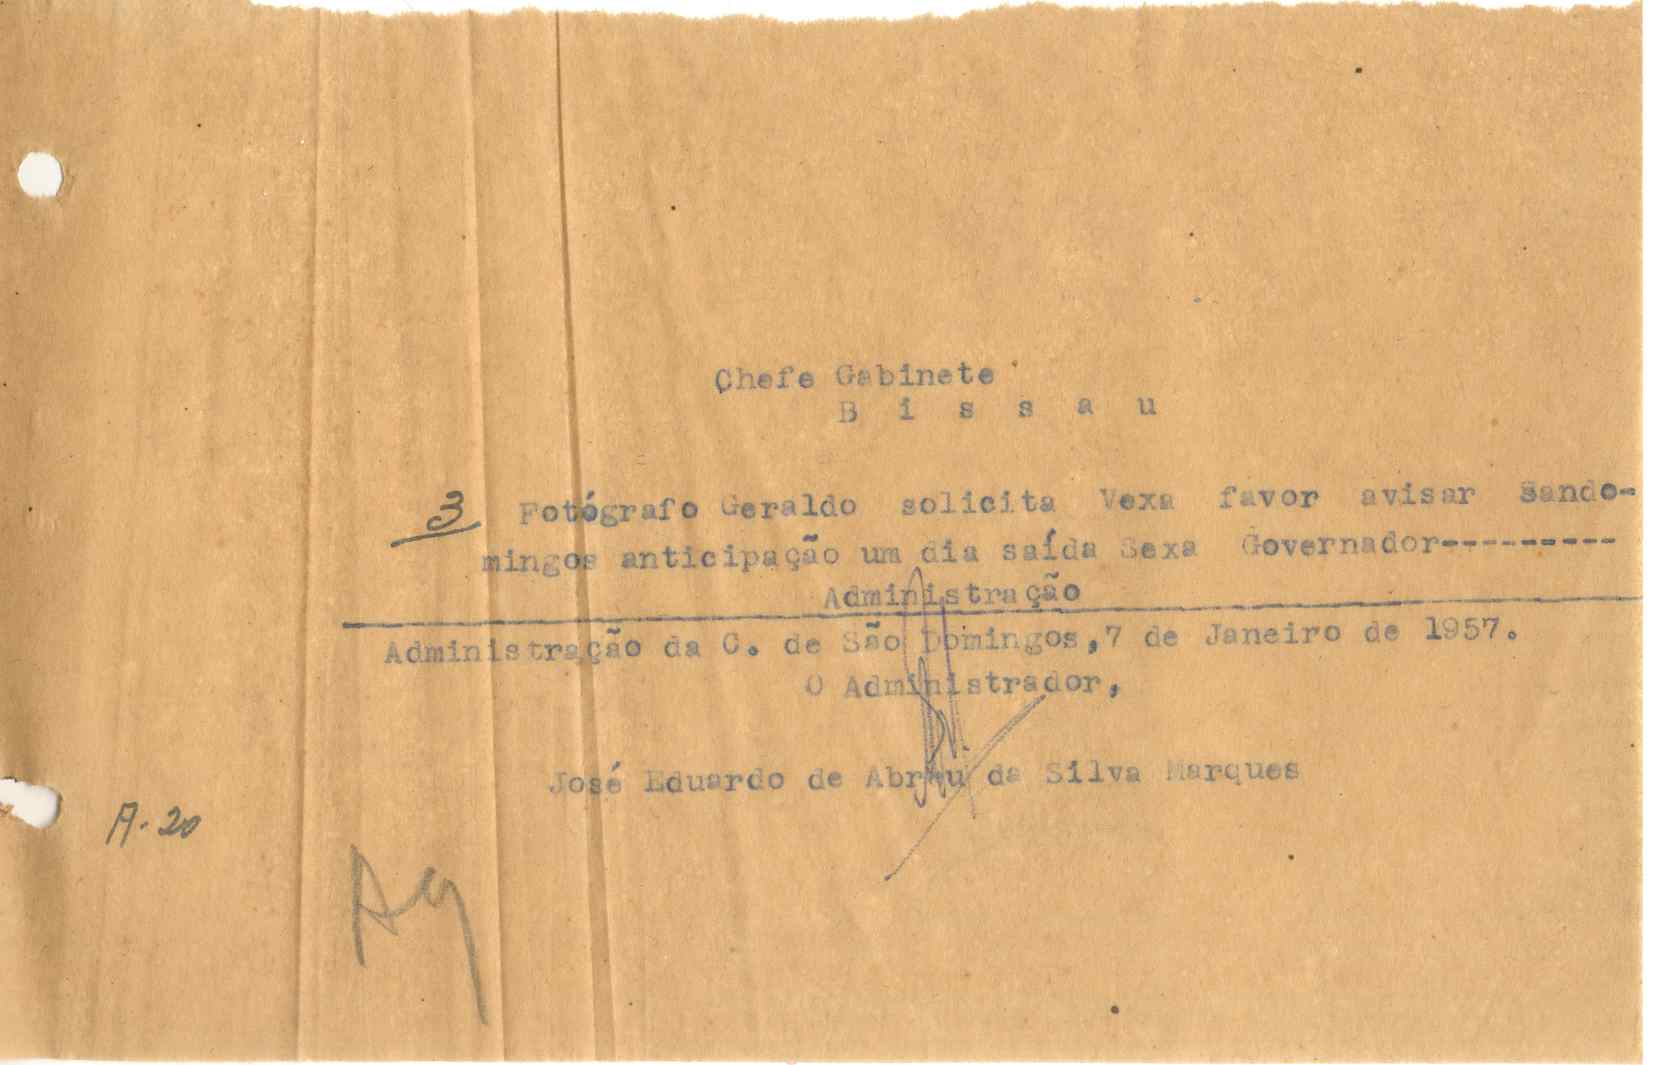 Chefe Gabinete
B i s s a u
3 Fotógrafo Geraldo solicita Vexa favor avisar Sando-
mingos anticipação um dia saída Sexa Governador---------
Administração
Administração da C. de São Domingos,7 de Janeiro de 1957.
O Administrador,
José Eduardo de Abreu da Silva Marques
A-20
Ag